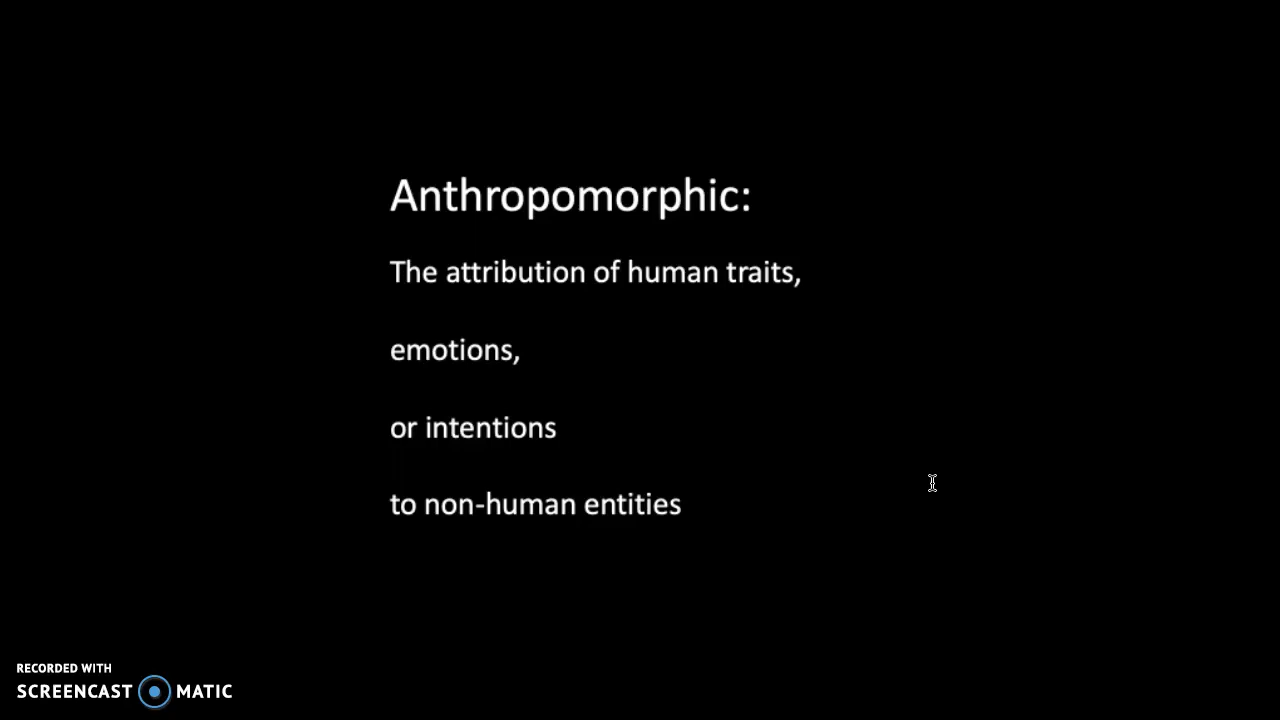 Anthropomorphic:
The attribution of human traits,
emotions,
or intentions
to non-human entities
RECORDED WITH
SCREENCAST MATIC